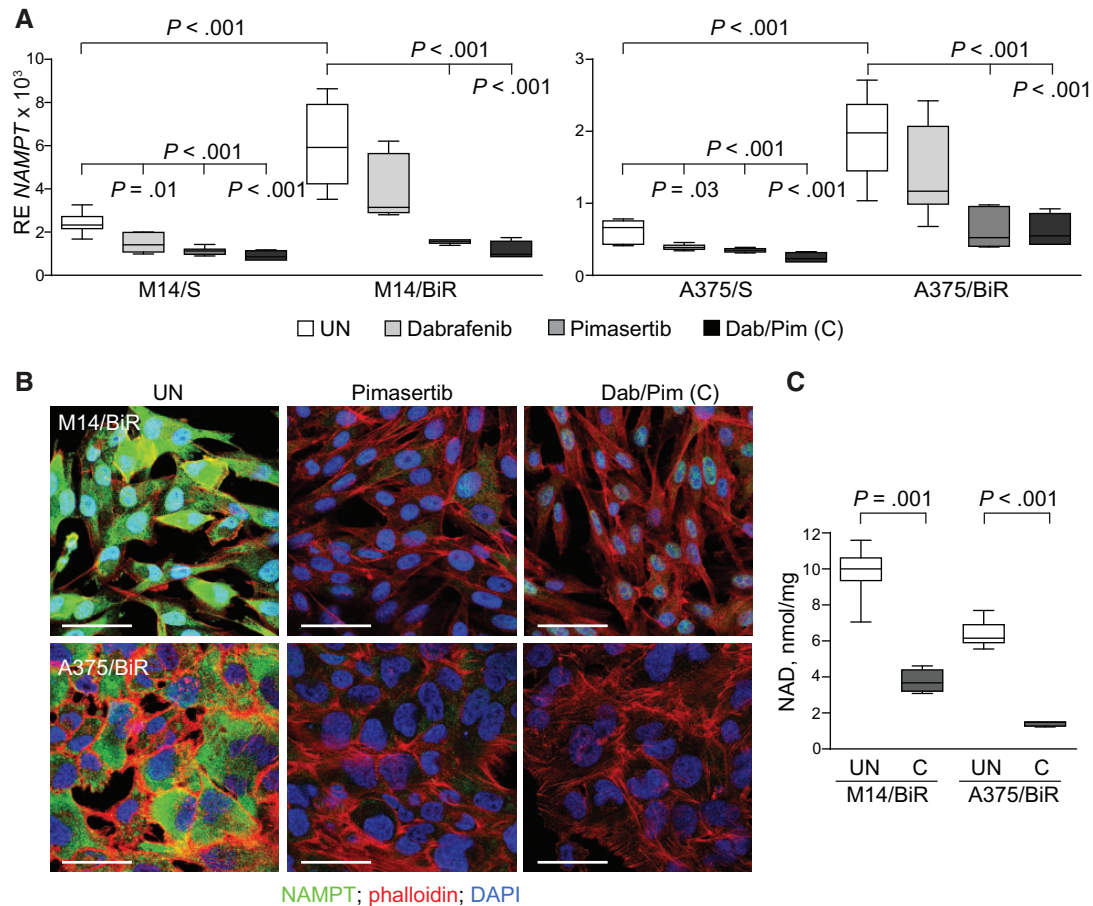 A
P < .001
P < .001
P < .001
P < .001
P = .01
P < .001
RE NAMPT x 10³
10
8
6
4
2
0
M14/S
M14/BiR
P < .001
P < .001
P < .001
P < .001
P = .03
P < .001
3
2
1
0
A375/S
A375/BiR
UN
Dabrafenib
Pimasertib
Dab/Pim (C)
B
UN
Pimasertib
Dab/Pim (C)
M14/BiR
A375/BiR
NAMPT; phalloidin; DAPI
C
P = .001
P < .001
NAD, nmol/mg
12
10
8
6
4
2
0
UN C UN C
M14/BiR A375/BiR